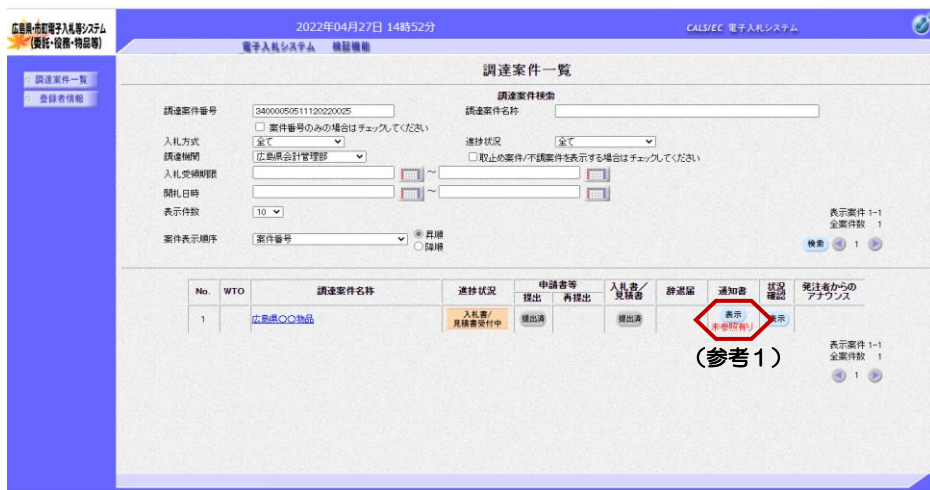 広島県・市町電子入札等システム
(委託・役務・物品等)
2022年04月27日 14時52分
CALS/EC 電子入札システム
電子入札システム 検証機能
調達案件一覧
登録者情報
調達案件一覧
調達案件検索
調達案件番号 34000050511120220025 調達案件名称
案件番号のみの場合はチェックしてください
入札方式 全て 進捗状況 全て
調達機関 広島県会計管理部 取止め案件/不調案件を表示する場合はチェックしてください
入札受領期限 ~
開札日時 ~
表示件数 10
表示案件 1-1
全案件数 1
案件表示順序 案件番号 昇順
降順
検索 1
No. WTO 調達案件名称 進捗状況 申請書等 入札書/見積書 辞退届 通知書 状況確認 発注者からのアナウンス
提出 再提出
1 広島県〇〇物品 入札書/見積書受付中 提出済 提出済 表示 表示
未参照有り
(参考1)
表示案件 1-1
全案件数 1
1